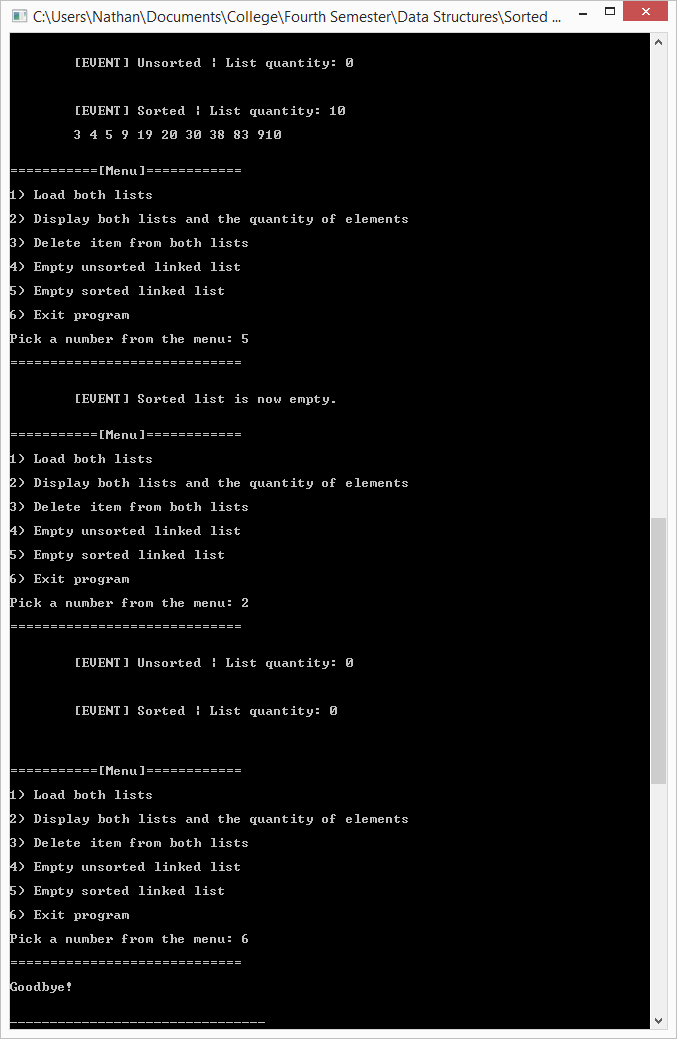 C:\Users\Nathan\Documents\College\Fourth Semester\Data Structures\Sorted ...
[EVENT] Unsorted ¦ List quantity: 0
[EVENT] Sorted ¦ List quantity: 10
3 4 5 9 19 20 30 38 83 910
===========[Menu]============
1) Load both lists
2) Display both lists and the quantity of elements
3) Delete item from both lists
4) Empty unsorted linked list
5) Empty sorted linked list
6) Exit program
Pick a number from the menu: 5
=============================
[EVENT] Sorted list is now empty.
===========[Menu]============
1) Load both lists
2) Display both lists and the quantity of elements
3) Delete item from both lists
4) Empty unsorted linked list
5) Empty sorted linked list
6) Exit program
Pick a number from the menu: 2
=============================
[EVENT] Unsorted ¦ List quantity: 0
[EVENT] Sorted ¦ List quantity: 0
===========[Menu]============
1) Load both lists
2) Display both lists and the quantity of elements
3) Delete item from both lists
4) Empty unsorted linked list
5) Empty sorted linked list
6) Exit program
Pick a number from the menu: 6
=============================
Goodbye!
--------------------------------